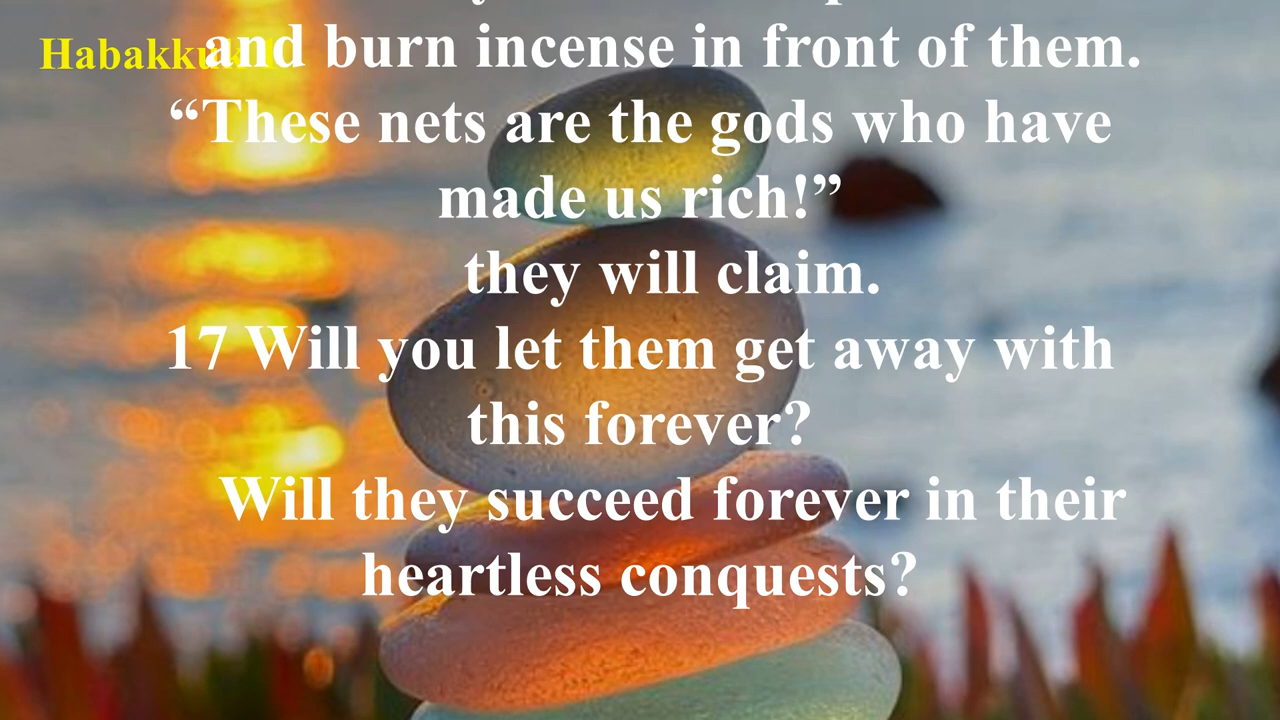 Habakku
and burn incense in front of them.
“These nets are the gods who have
made us rich!”
they will claim.
17 Will you let them get away with
this forever?
Will they succeed forever in their
heartless conquests?